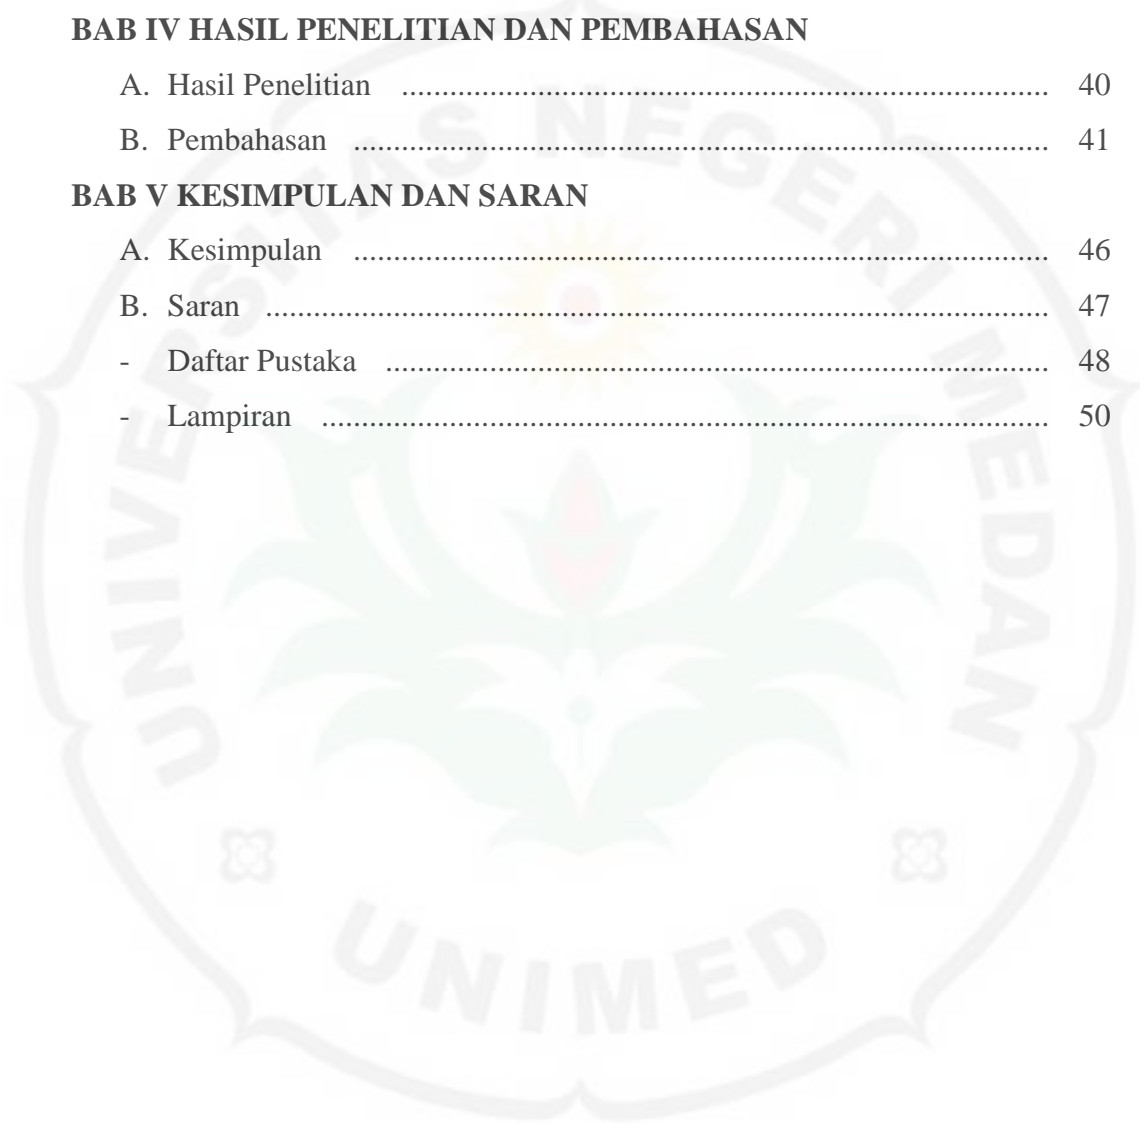 BAB IV HASIL PENELITIAN DAN PEMBAHASAN
A. Hasil Penelitian ................................................................................. 40
B. Pembahasan ....................................................................................... 41
BAB V KESIMPULAN DAN SARAN
A. Kesimpulan ....................................................................................... 46
B. Saran .................................................................................................. 47
- Daftar Pustaka ................................................................................... 48
- Lampiran ........................................................................................... 50
UNIVERSITAS NEGERI MEDAN
UNIMED